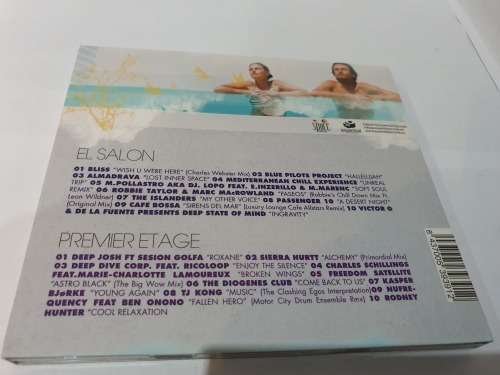 EL SALON
01 BLISS "WISH U WERE HERE" (Charles Webster Mix) 02 BLUE PILOTS PROJECT "HALLELUJAH"
03 ALMADRAVA "LOST INNER SPACE" 04 MEDITERRANEAN CHILL EXPERIENCE "UNREAL
TRIP" 05 M.POLLASTRO AKA DJ. LOPO FEAT. E.INZERILLO & M.MARENC "SOFT SOUL
REMIX" 06 ROBBIE TAYLOR & MARC MAcROWLAND "PASEOS" (Robbie's Chill Down Mix Ft.
Leon Wildner) 07 THE ISLANDERS "MY OTHER VOICE" 08 PASSENGER 10 "A DESERT NIGHT"
(Original Mix) 09 CAFE ROSSA "SIRENS DEL MAR" (Luxury Lounge Cafe Allstars Remix) 10 VICTOR G
& DE LA FUENTE PRESENTS DEEP STATE OF MIND "INGRAVITY"
PREMIER ETAGE
01 DEEP JOSH FT SESION GOLFA "ROXANE" 02 SIERRA HURTT "ALCHEMY" (Primordial Mix)
03 DEEP DIVE CORP. FEAT. RICOLOOP "ENJOY THE SILENCE" 04 CHARLES SCHILLINGS
FEAT.MARIE-CHARLOTTE LAMOUREUX "BROKEN WINGS" 05 FREEDOM SATELLITE
"ASTRO BLACK" (The Big Wow Mix) 06 THE DIOGENES CLUB "COME BACK TO US" 07 KASPER
BJøRKE "YOUNG AGAIN" 08 TJ KONG "MUSIC" (The Clashing Egos Interpretation) 09 NUFRE-
QUENCY FEAT BEN ONONO "FALLEN HERO" (Motor City Drum Ensemble Rmx) 10 RODNEY
HUNTER "COOL RELAXATION"